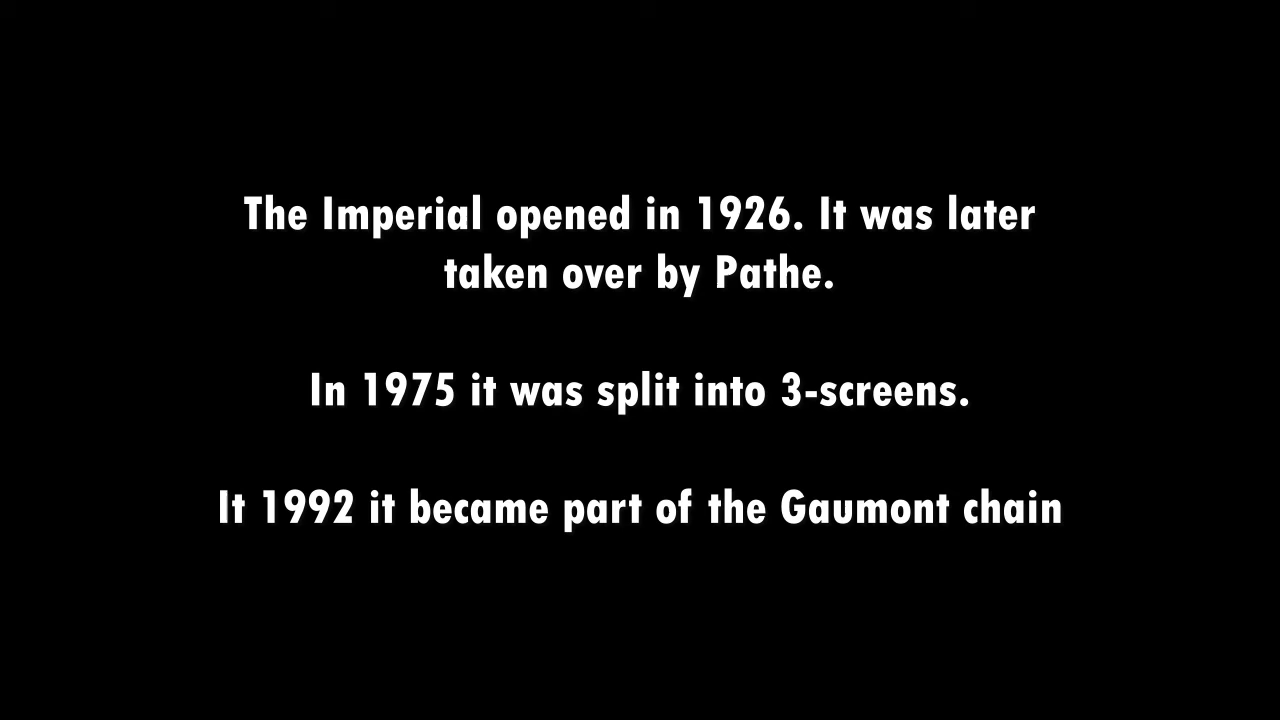 The Imperial opened in 1926. It was later
taken over by Pathe.
In 1975 it was split into 3-screens.
It 1992 it became part of the Gaumont chain